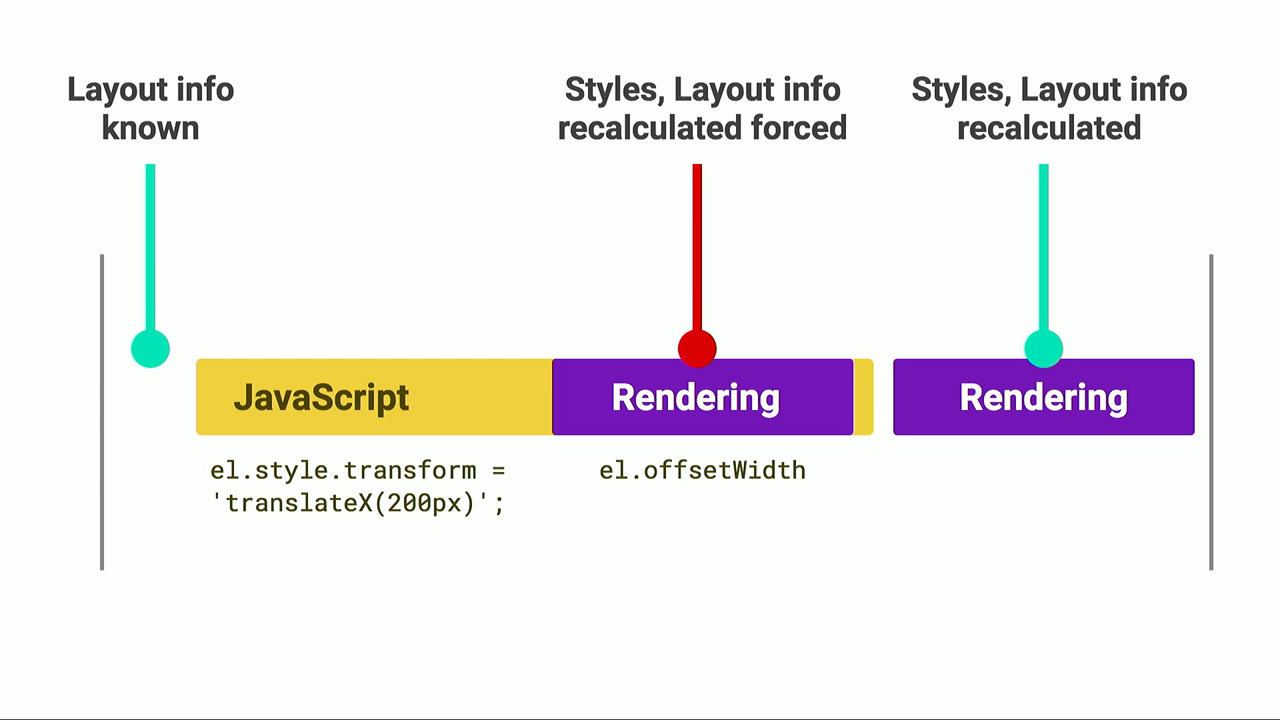 Layout info
known
Styles, Layout info
recalculated forced
Styles, Layout info
recalculated
JavaScript
Rendering
Rendering
el.style.transform =
'translateX(200px)';
el.offsetWidth